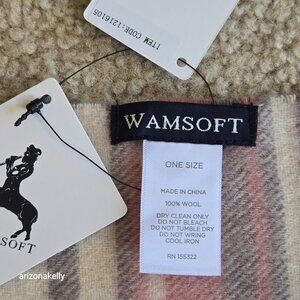 ITEM CODE:1216105
WAMSOFT
ONE SIZE
MADE IN CHINA
100% WOOL
DRY CLEAN ONLY
DO NOT BLEACH
DO NOT TUMBLE DRY
DO NOT WRING
COOL IRON
RN 155322
SOFT
arizonakelly